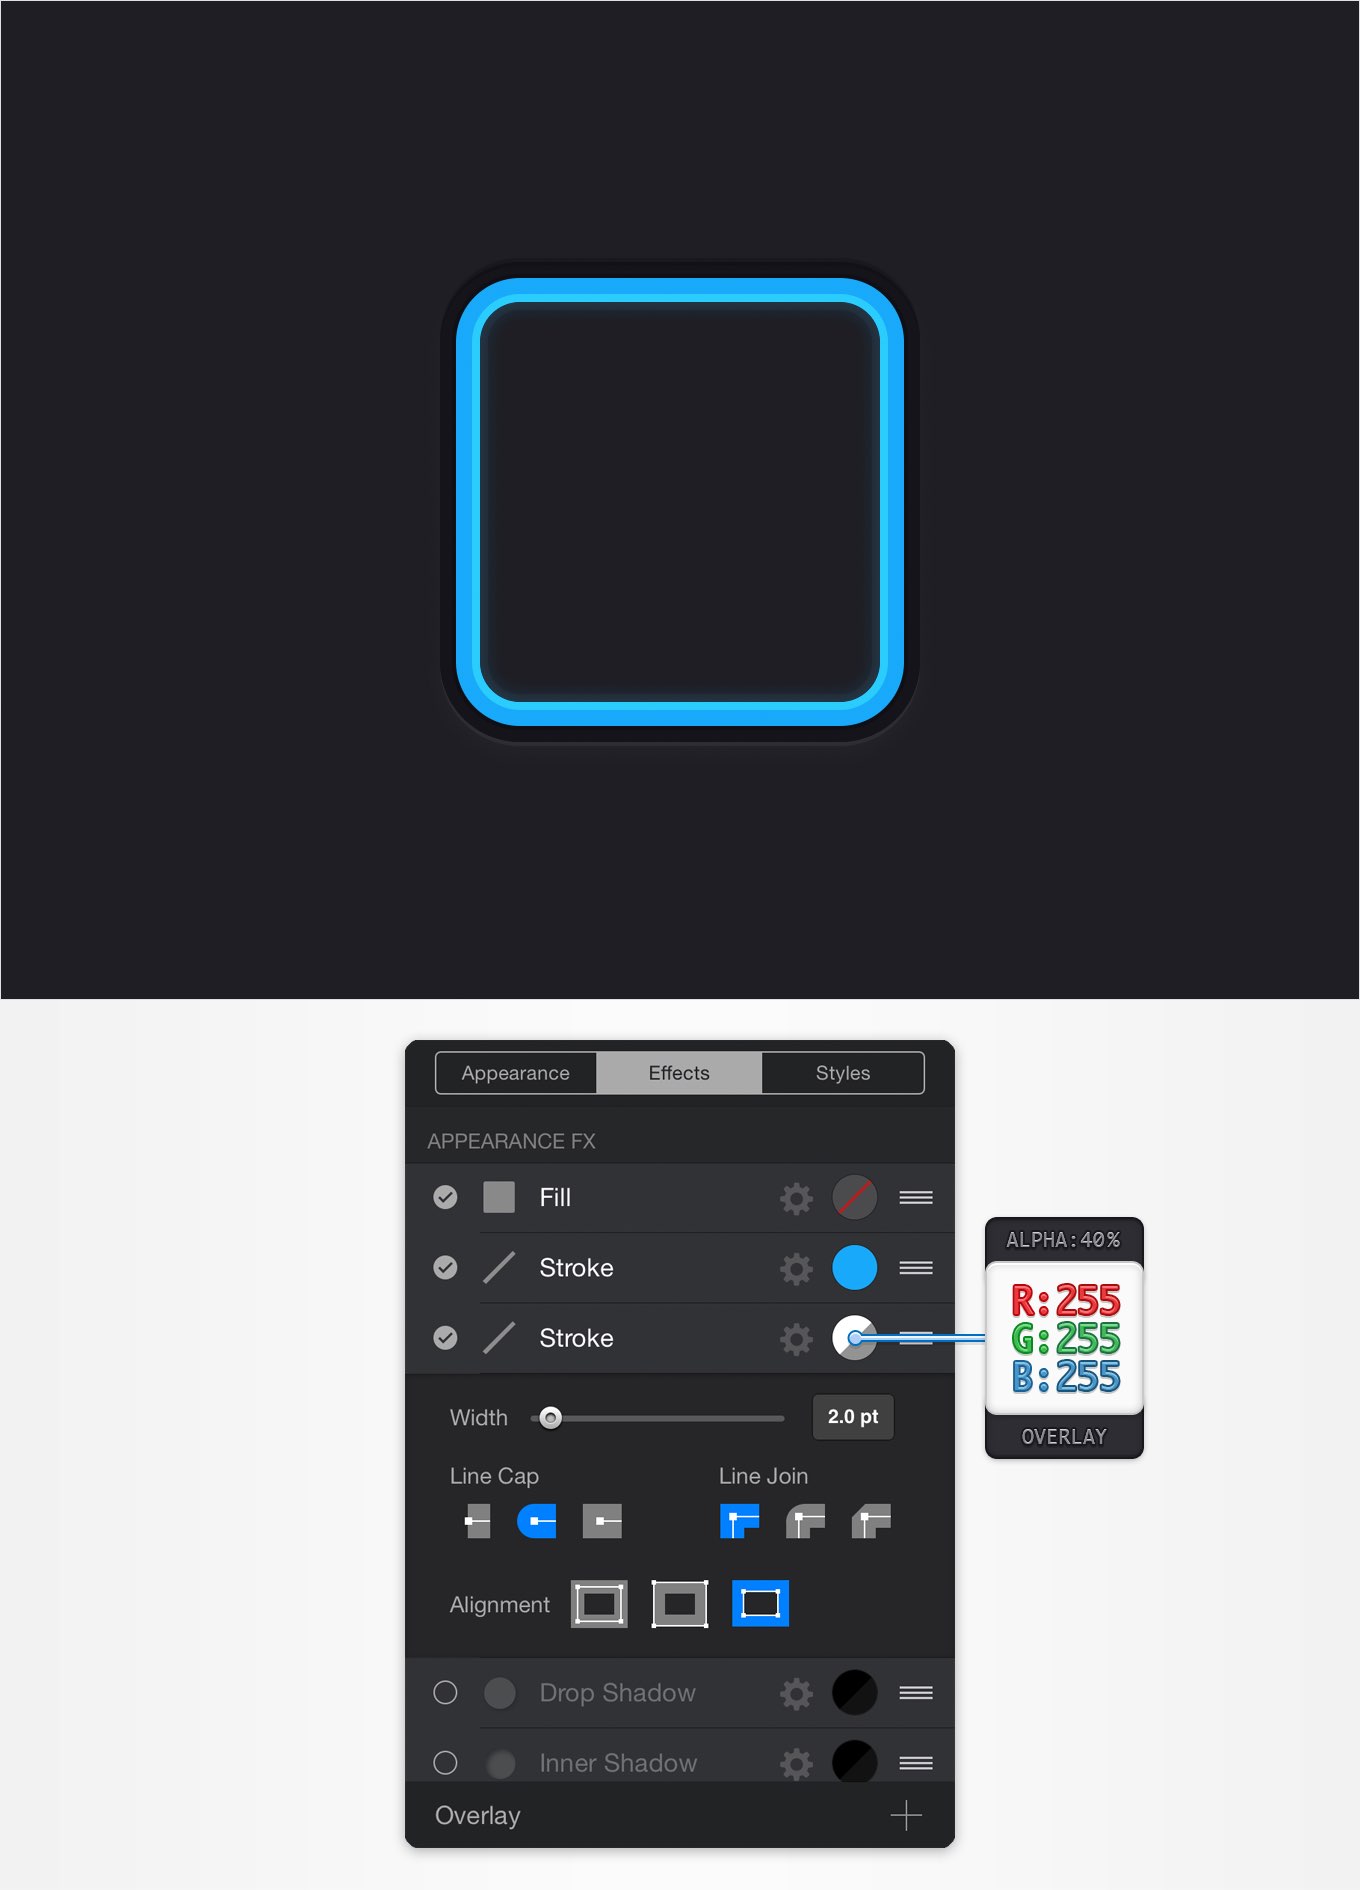 Appearance Effects Styles
APPEARANCE FX
Fill
Stroke
Stroke
ALPHA:40%
R:255
G:255
B:255
OVERLAY
Width 2.0 pt
Line Cap Line Join
Alignment
Drop Shadow
Inner Shadow
Overlay